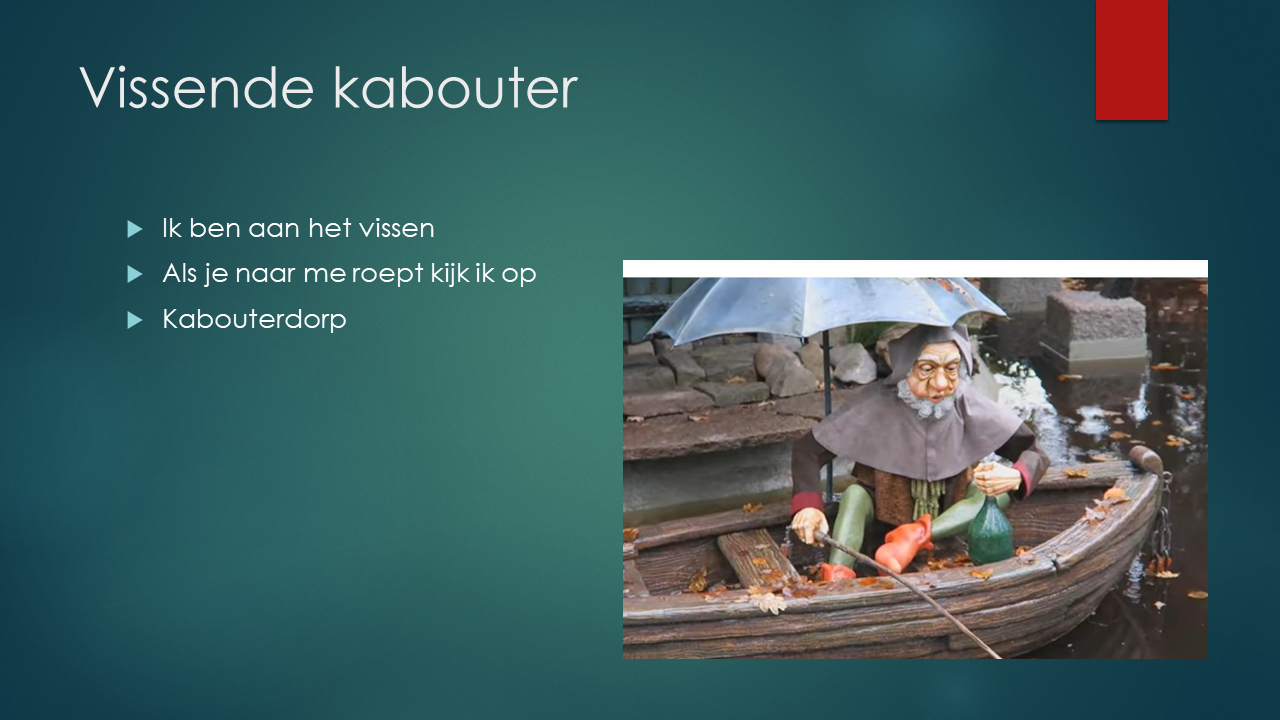 Vissende kabouter
Ik ben aan het vissen
Als je naar me roept kijk ik op
Kabouterdorp